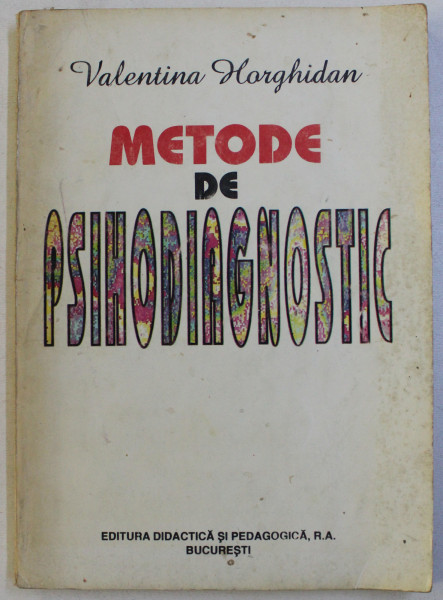 Valentina Horghidan
METODE
DE
PSIHODIAGNOSTIC
EDITURA DIDACTICĂ ȘI PEDAGOGICĂ, R.A.
BUCUREȘTI